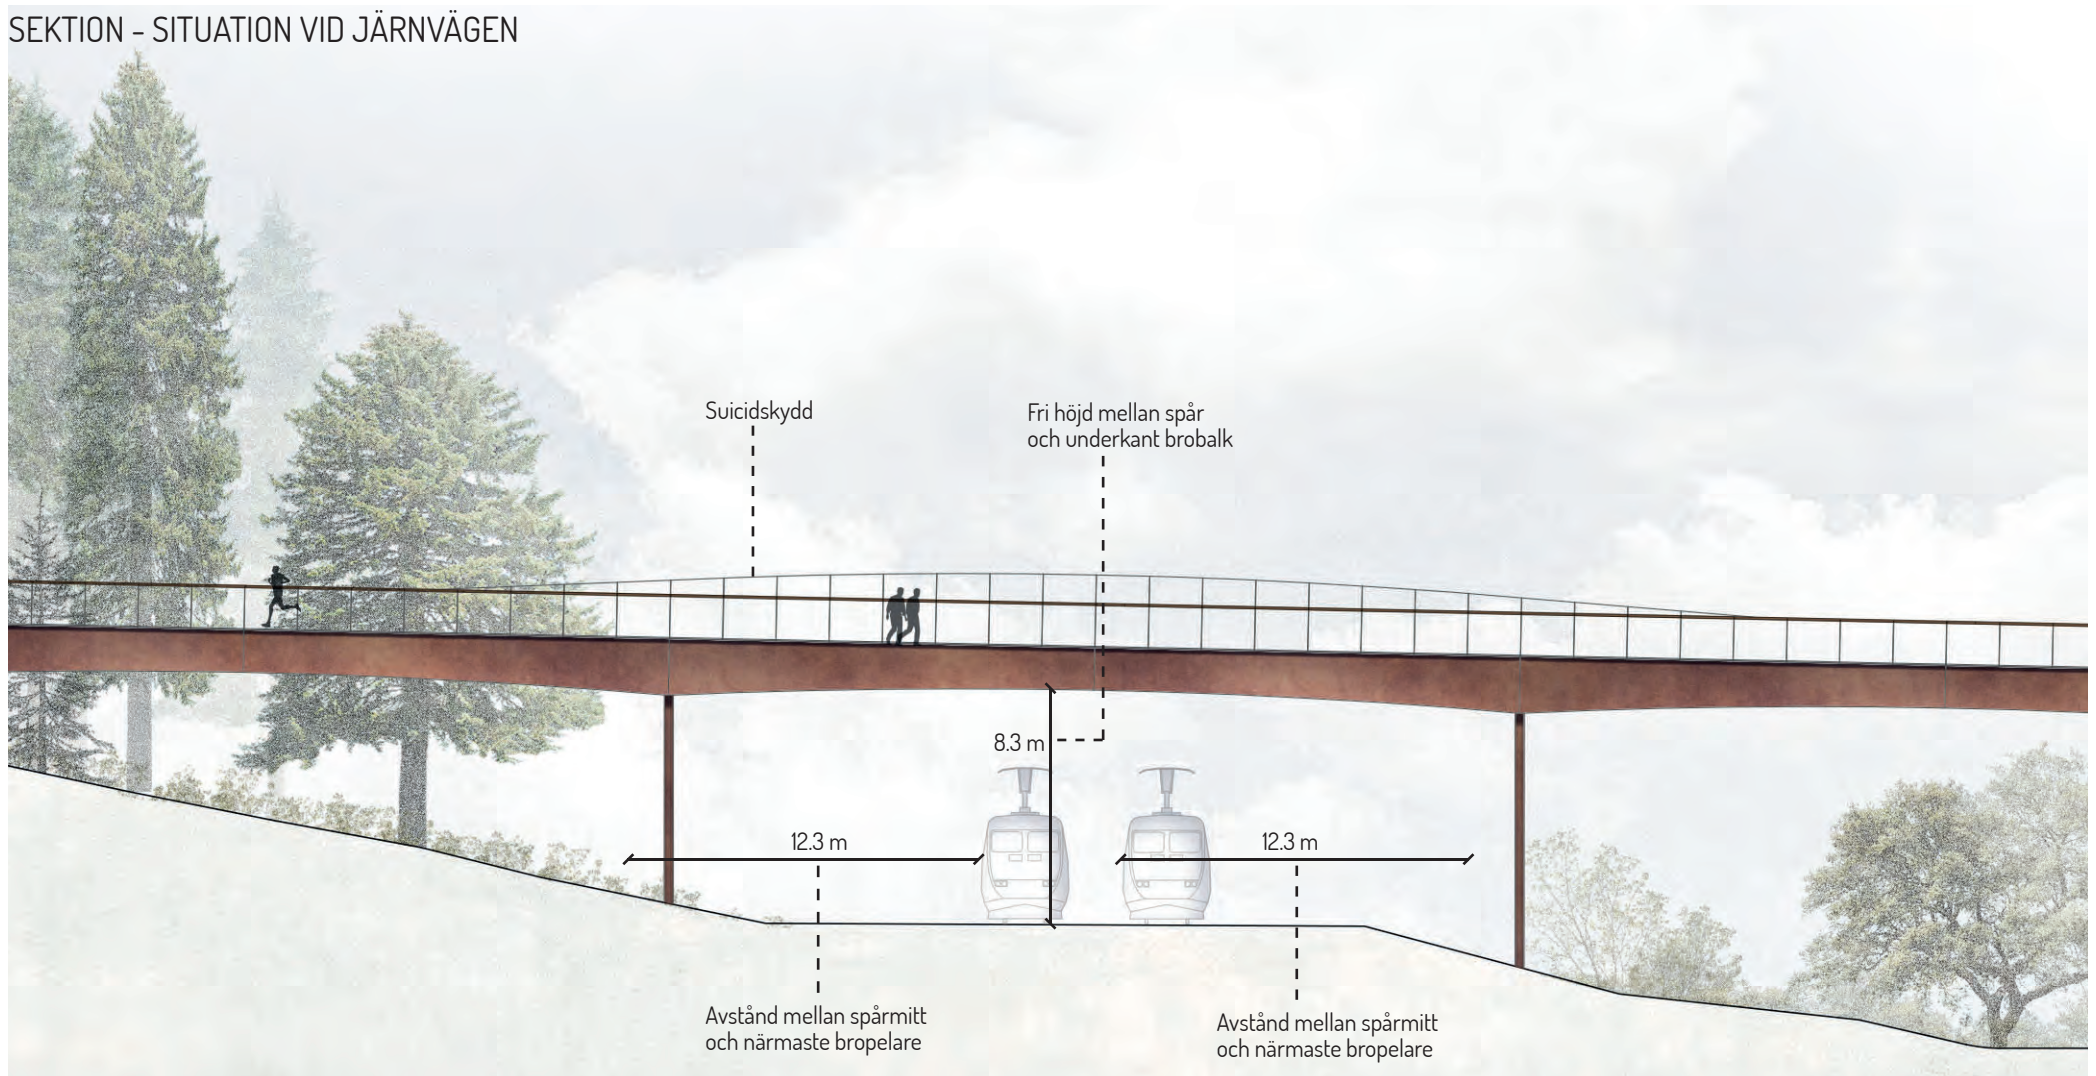 SEKTION - SITUATION VID JÄRNVÄGEN
Suicidskydd
Fri höjd mellan spår
och underkant brobalk
8.3 m
12.3 m
12.3 m
Avstånd mellan spårmitt
och närmaste bropelare
Avstånd mellan spårmitt
och närmaste bropelare